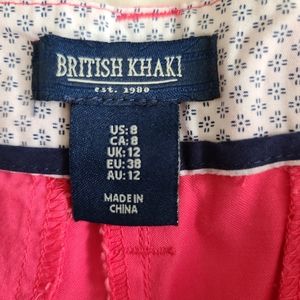 BRITISH KHAKI
est. 1980
US: 8
CA: 8
UK: 12
EU: 38
AU: 12
MADE IN
CHINA